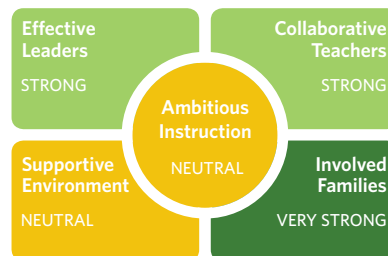 Effective
Leaders
STRONG
Collaborative
Teachers
STRONG
Ambitious
Instruction
NEUTRAL
Supportive
Environment
NEUTRAL
Involved
Families
VERY STRONG